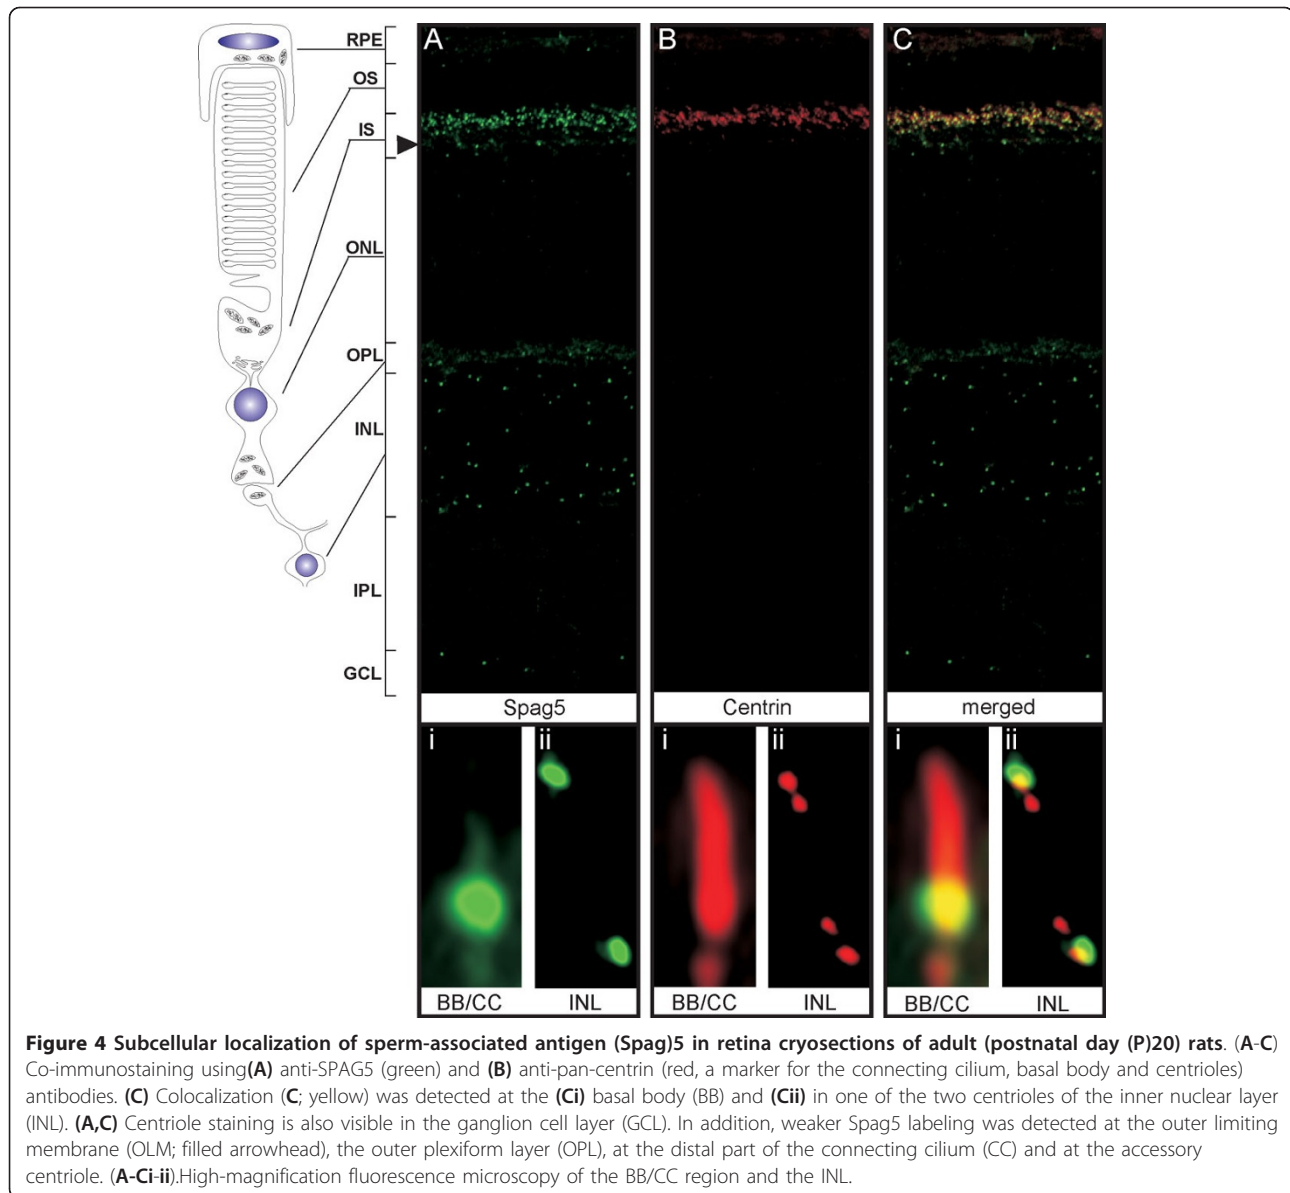 RPE
OS
IS
ONL
OPL
INL
IPL
GCL
A
B
C
Spag5
Centrin
merged
i
ii
i
ii
i
ii
BB/CC
INL
BB/CC
INL
BB/CC
INL
Figure 4 Subcellular localization of sperm-associated antigen (Spag)5 in retina cryosections of adult (postnatal day (P)20) rats. (A-C)
Co-immunostaining using(A) anti-SPAG5 (green) and (B) anti-pan-centrin (red, a marker for the connecting cilium, basal body and centrioles)
antibodies. (C) Colocalization (C; yellow) was detected at the (Ci) basal body (BB) and (Cii) in one of the two centrioles of the inner nuclear layer
(INL). (A,C) Centriole staining is also visible in the ganglion cell layer (GCL). In addition, weaker Spag5 labeling was detected at the outer limiting
membrane (OLM; filled arrowhead), the outer plexiform layer (OPL), at the distal part of the connecting cilium (CC) and at the accessory
centriole. (A-Ci-ii).High-magnification fluorescence microscopy of the BB/CC region and the INL.